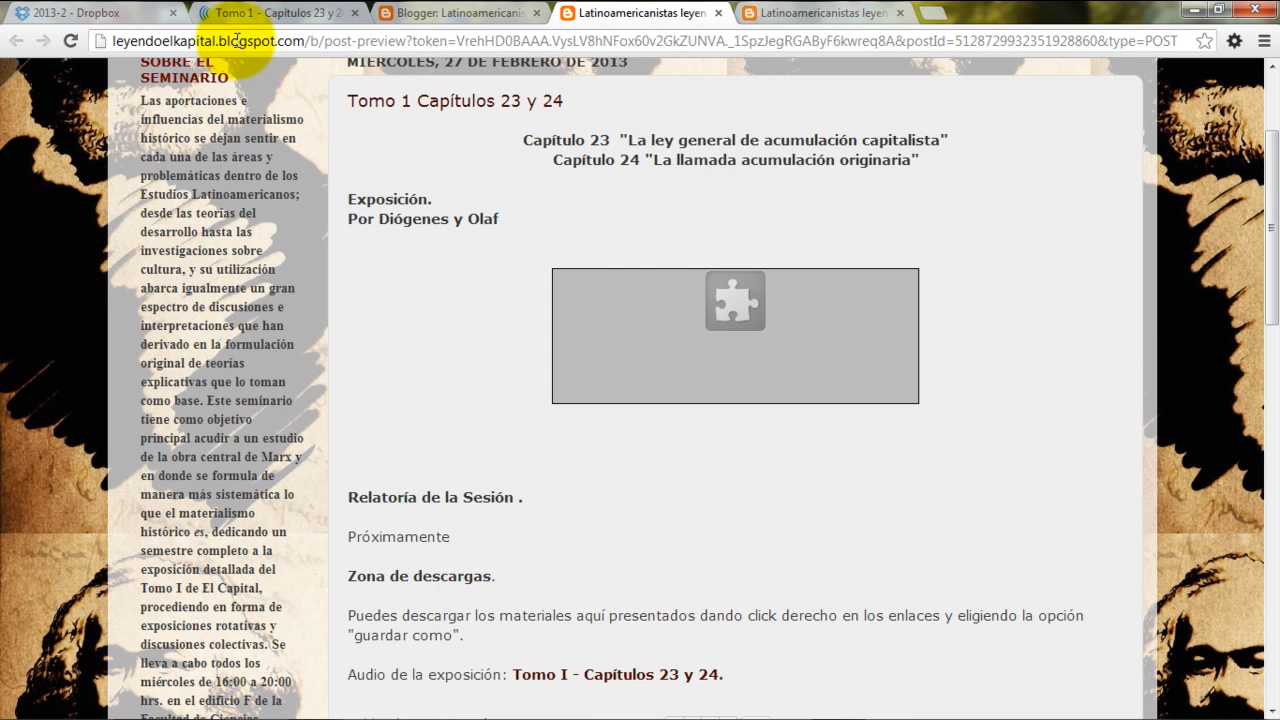 2013-2 - Dropbox
Tomo 1 - Capítulos 23 y 24
Blogger: Latinoamericanis
Latinoamericanistas leyen
Latinoamericanistas leyen
leyendoelkapital.blogspot.com/b/post-preview?token=VrehHD0BAAA.VxLV8hNFox60v2GkZUNVA._1SpzJegRGAByF6kwreq8A&postId=5128729932351928860&type=POST
SOBRE EL
SEMINARIO
Las aportaciones e
influencias del materialismo
histórico se dejan sentir en
cada una de las áreas y
problemáticas dentro de los
Estudios Latinoamericanos;
desde las teorías del
desarrollo hasta las
investigaciones sobre
cultura, y su utilización
abarca igualmente un gran
espectro de discusiones e
interpretaciones que han
derivado en la formulación
original de teorías
explicativas que lo toman
como base. Este seminario
tiene como objetivo
principal acudir a un estudio
de la obra central de Marx y
en donde se formula de
manera más sistemática lo
que el materialismo
histórico es, dedicando un
semestre completo a la
exposición detallada del
Tomo I de El Capital,
procediendo en forma de
exposiciones rotativas y
discusiones colectivas. Se
lleva a cabo todos los
miércoles de 16:00 a 20:00
hrs. en el edificio F de la
Facultad de Ciencias
MIÉRCOLES, 27 DE FEBRERO DE 2013
Tomo 1 Capítulos 23 y 24
Capítulo 23 "La ley general de acumulación capitalista"
Capítulo 24 "La llamada acumulación originaria"
Exposición.
Por Diógenes y Olaf
Relatoría de la Sesión .
Próximamente
Zona de descargas.
Puedes descargar los materiales aquí presentados dando click derecho en los enlaces y eligiendo la opción
"guardar como".
Audio de la exposición: Tomo I - Capítulos 23 y 24.